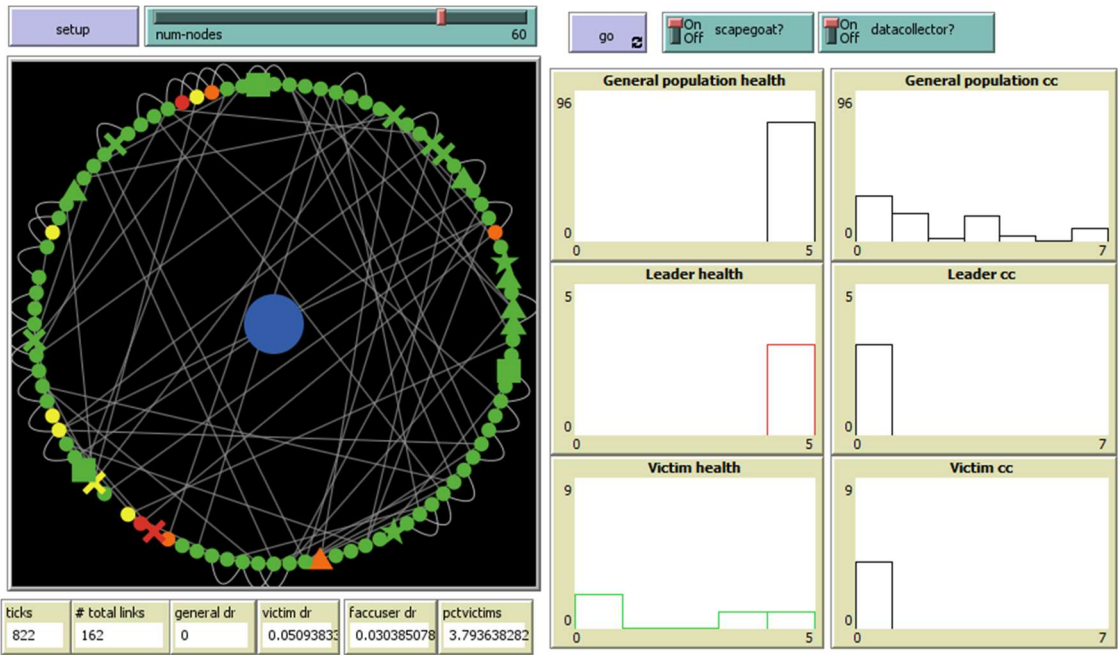 setup
num-nodes 60
go
On
Off
scapegoat?
On
Off
datacollector?
General population health
96
0
0 5
General population cc
96
0
0 7
Leader health
5
0
0 5
Leader cc
5
0
0 7
Victim health
9
0
0 5
Victim cc
9
0
0 7
ticks
822
# total links
162
general dr
0
victim dr
0.05093833
faccuser dr
0.030385078
pctvictims
3.793638282